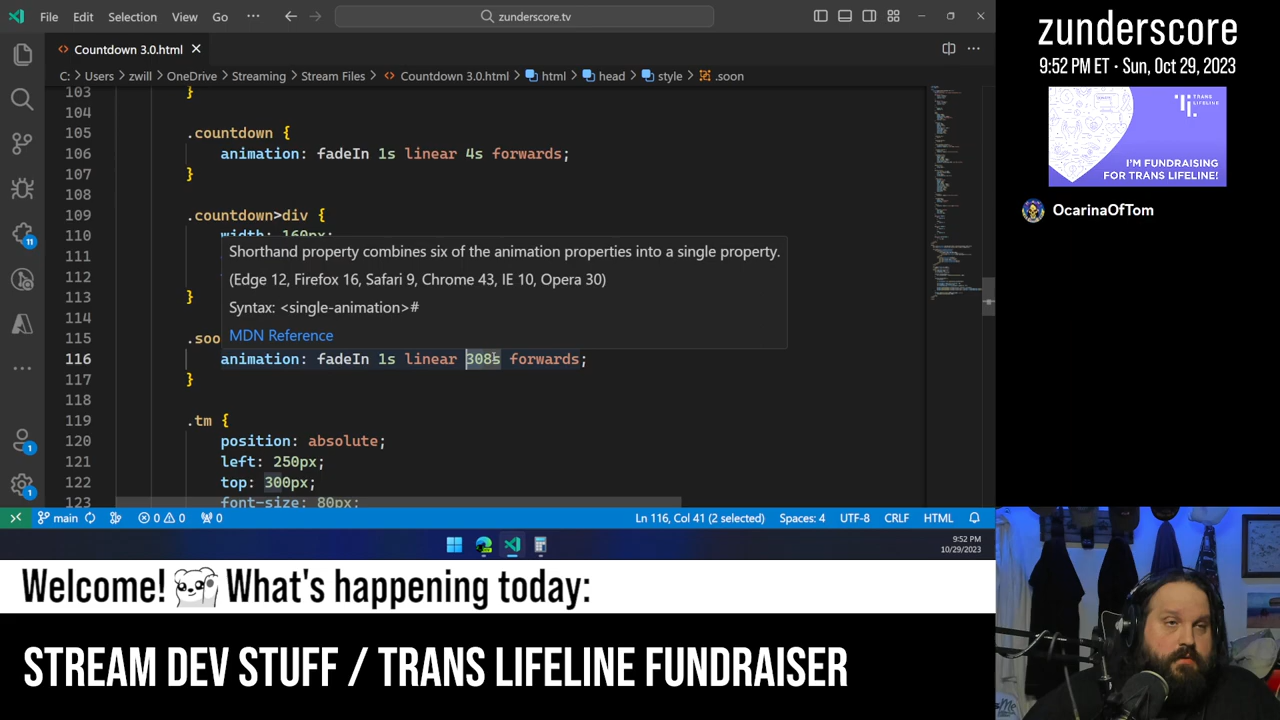 File Edit Selection View Go ··· zunderscore.tv
Countdown 3.0.html
C: > Users > zwill > OneDrive > Streaming > Stream Files > Countdown 3.0.html > html > head > style > .soon
103 }
104
105 .countdown {
106 animation: fadeIn 1s linear 4s forwards;
107 }
108
109 .countdown>div {
110 width: 160px;
111 Shorthand property combines six of the animation properties into a single property.
112 (Edge 12, Firefox 16, Safari 9, Chrome 43, IE 10, Opera 30)
113 } Syntax: <single-animation>#
114 MDN Reference
115 .soo
116 animation: fadeIn 1s linear 308s forwards;
117 }
118
119 .tm {
120 position: absolute;
121 left: 250px;
122 top: 300px;
123 font-size: 80px;
11
1
1
main 0 0 0 Ln 116, Col 41 (2 selected) Spaces: 4 UTF-8 CRLF HTML
9:52 PM
10/29/2023
zunderscore
9:52 PM ET · Sun, Oct 29, 2023
TRANS
LIFELINE
I'M FUNDRAISING
FOR TRANS LIFELINE!
OcarinaOfTom
Welcome! What's happening today:
STREAM DEV STUFF / TRANS LIFELINE FUNDRAISER